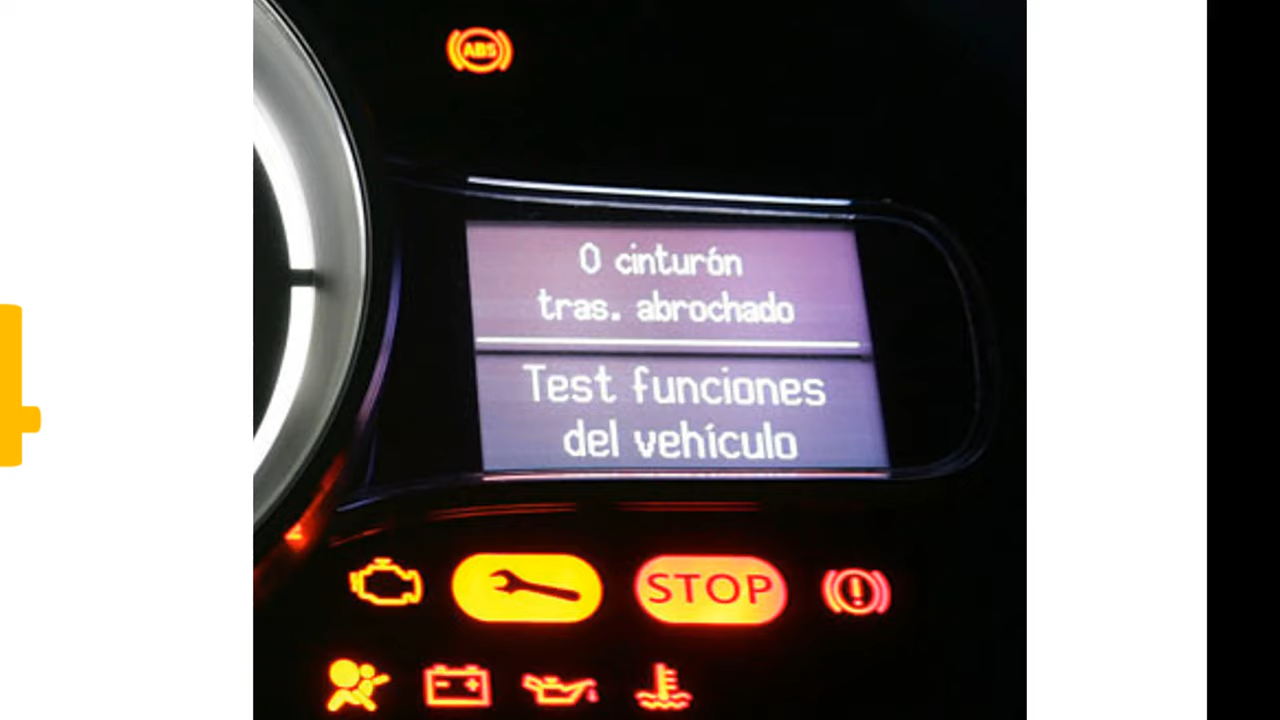 ABS
0 cinturón
tras. abrochado
Test funciones
del vehículo
STOP